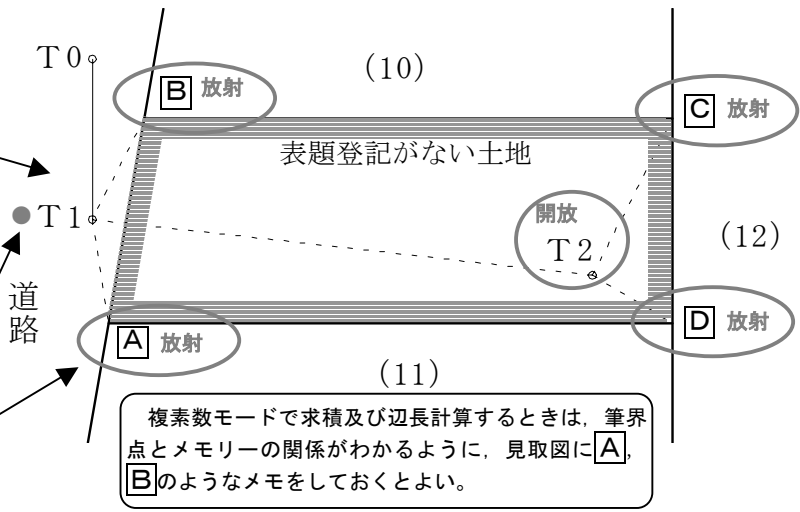 T0
B 放射
(10)
C 放射
表題登記がない土地
T1
開放
T2
(12)
道路
A 放射
D 放射
(11)
複素数モードで求積及び辺長計算するときは,筆界
点とメモリーの関係がわかるように,見取図にA,
Bのようなメモをしておくとよい。